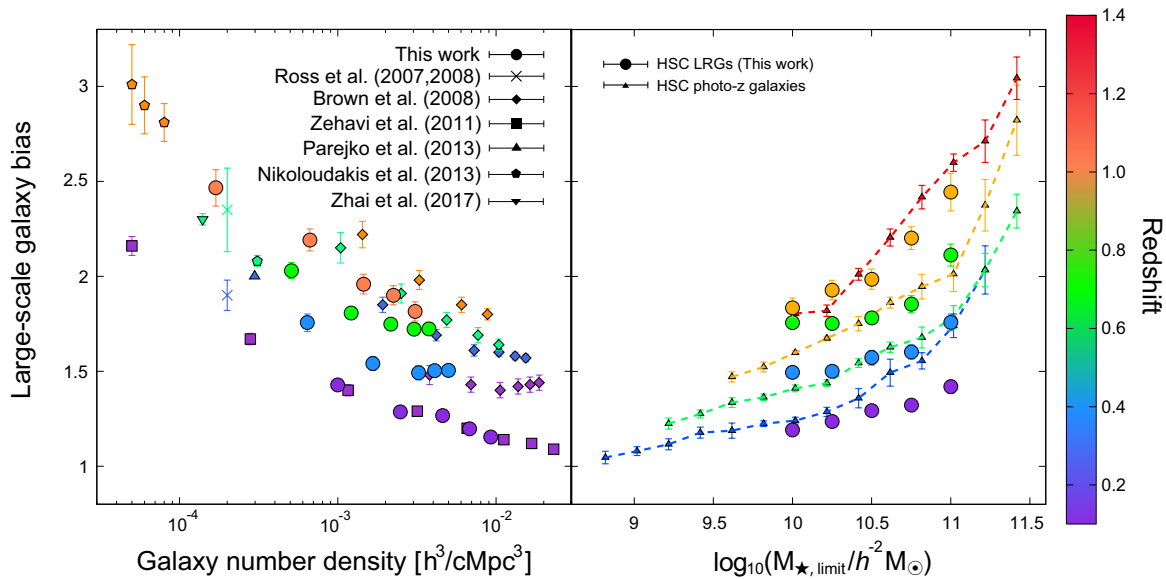 Large-scale galaxy bias
3
2.5
2
1.5
1
10^-4
10^-3
10^-2
Galaxy number density [h^3/cMpc^3]
This work
Ross et al. (2007,2008)
Brown et al. (2008)
Zehavi et al. (2011)
Parejko et al. (2013)
Nikoloudakis et al. (2013)
Zhai et al. (2017)
HSC LRGs (This work)
HSC photo-z galaxies
9
9.5
10
10.5
11
11.5
log10(M★, limit/h^-2M⊙)
1.4
1.2
1.0
0.8
0.6
0.4
0.2
Redshift